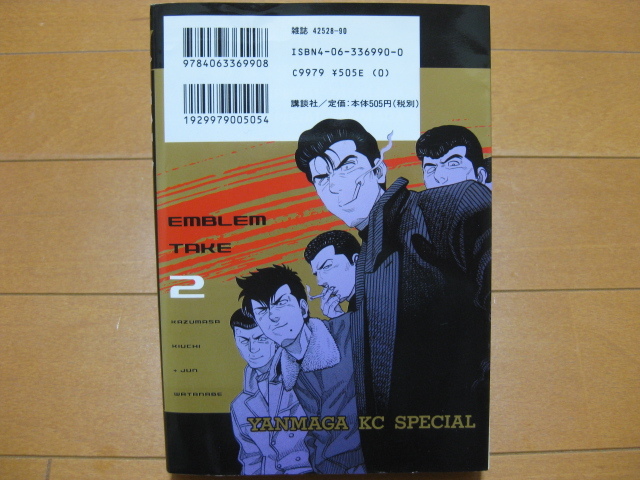 雑誌 42528-90
ISBN4-06-336990-0
C9979 ¥505E (0)
9784063369908
講談社/定価:本体505円(税別)
1929979005054
EMBLEM
TAKE
2
KAZUMASA
KIUCHI
+ JUN
WATANABE
YANMAGA KC SPECIAL